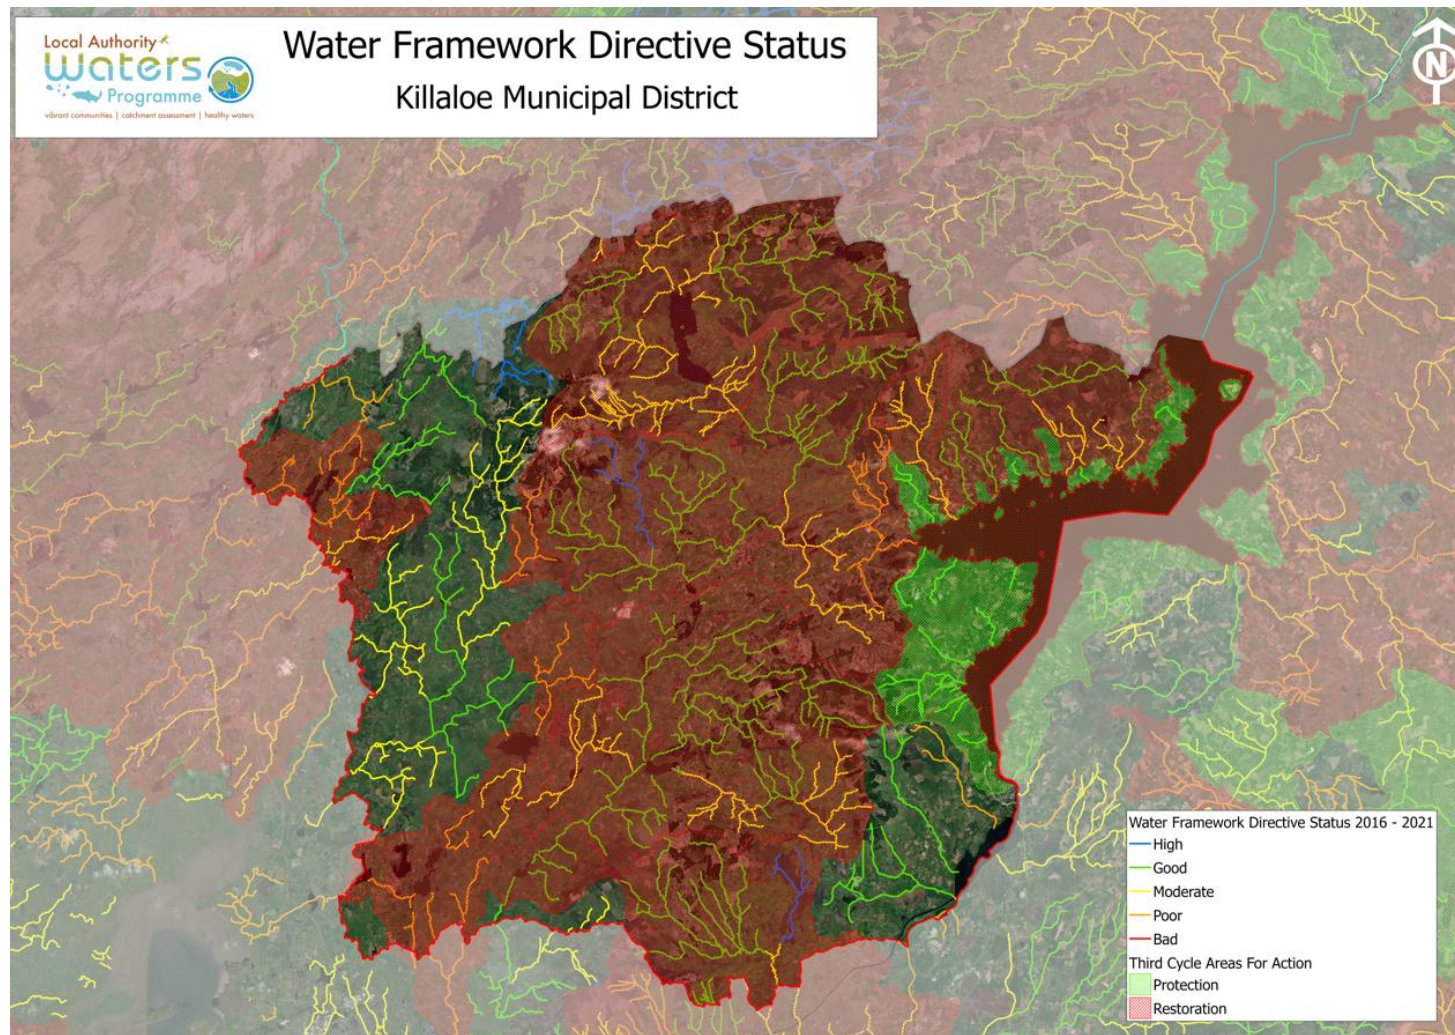 Local Authority
Waters
Programme
vibrant communities | catchment assessment | healthy waters
Water Framework Directive Status
Killaloe Municipal District
N
Water Framework Directive Status 2016 - 2021
High
Good
Moderate
Poor
Bad
Third Cycle Areas For Action
Protection
Restoration